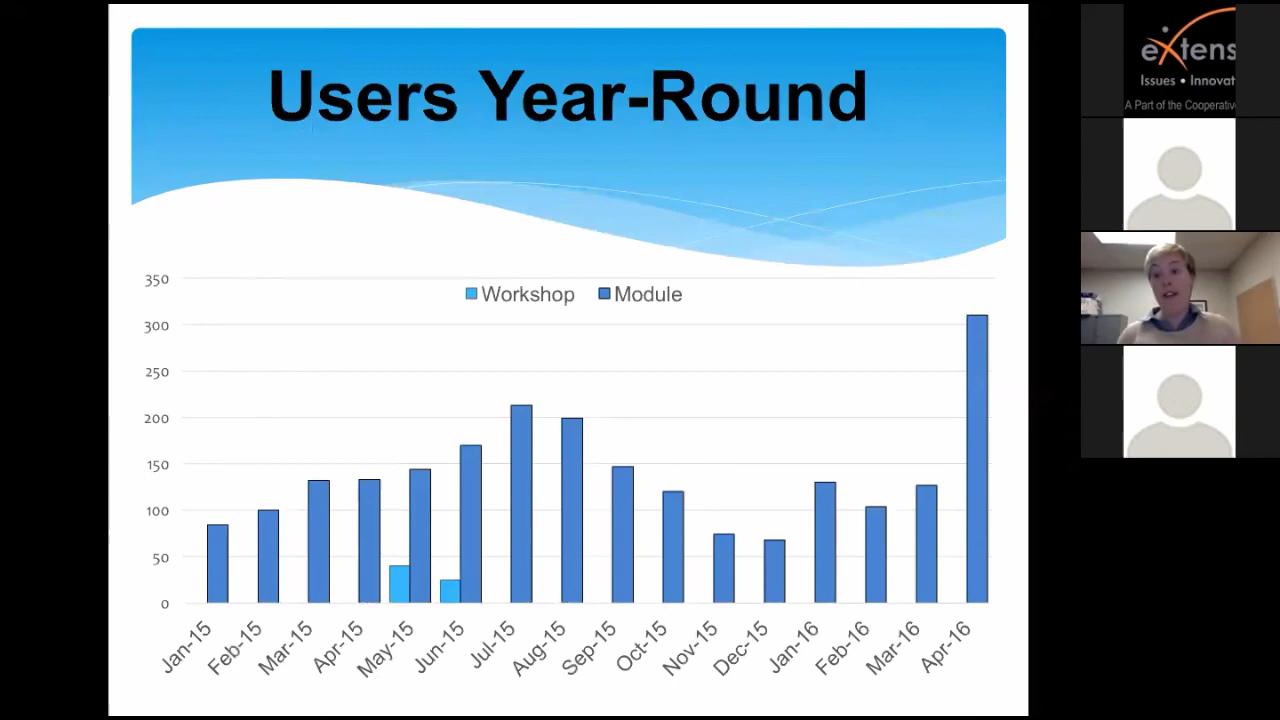 Users Year-Round
350
Workshop Module
300
250
200
150
100
50
0
Jan-15 Feb-15 Mar-15 Apr-15 May-15 Jun-15 Jul-15 Aug-15 Sep-15 Oct-15 Nov-15 Dec-15 Jan-16 Feb-16 Mar-16 Apr-16
eXtens
Issues • Innovat
A Part of the Cooperativ